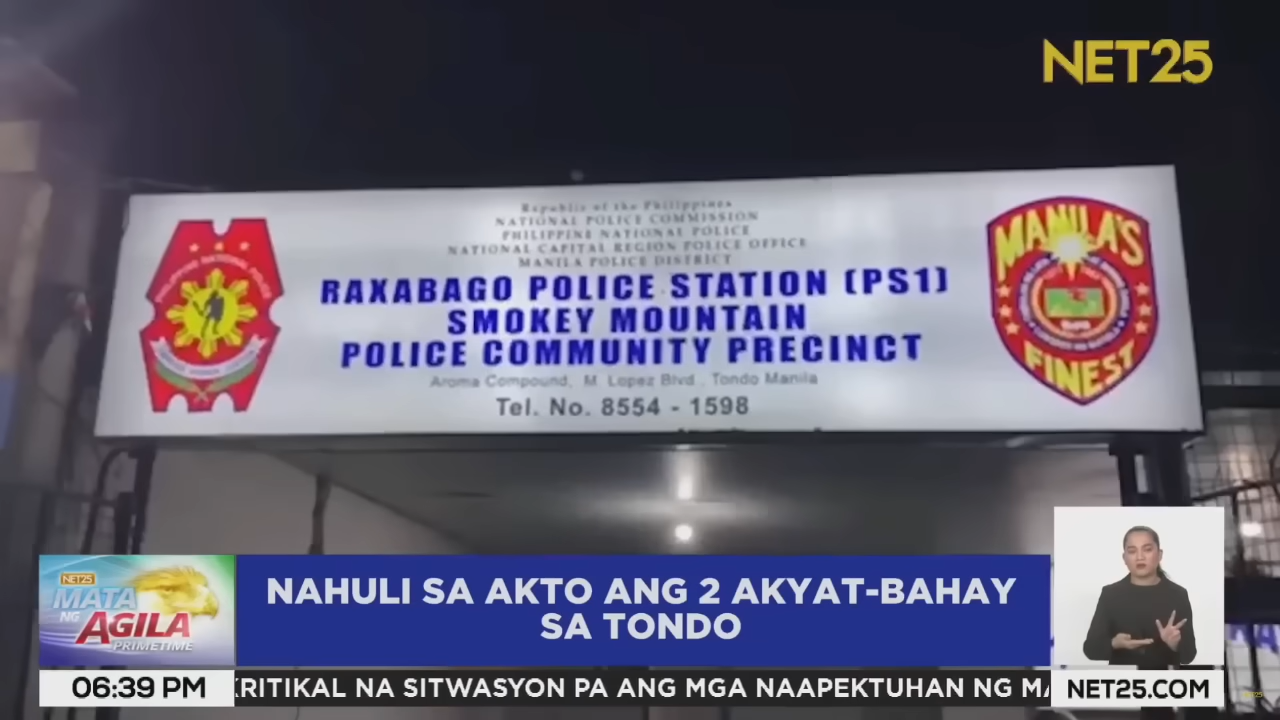 NET25
Republic of the Philippines
NATIONAL POLICE COMMISSION
PHILIPPINE NATIONAL POLICE
NATIONAL CAPITAL REGION POLICE OFFICE
MANILA POLICE DISTRICT
RAXABAGO POLICE STATION (PS1)
SMOKEY MOUNTAIN
POLICE COMMUNITY PRECINCT
Aroma Compound, M. Lopez Blvd., Tondo Manila
Tel. No. 8554 - 1598
PHILIPPINE NATIONAL POLICE
MANILA'S
FINEST
NET25
MATA
NG
AGILA
PRIMETIME
NAHULI SA AKTO ANG 2 AKYAT-BAHAY
SA TONDO
06:39 PM
KRITIKAL NA SITWASYON PA ANG MGA NAAPEKTUHAN NG
NET25.COM